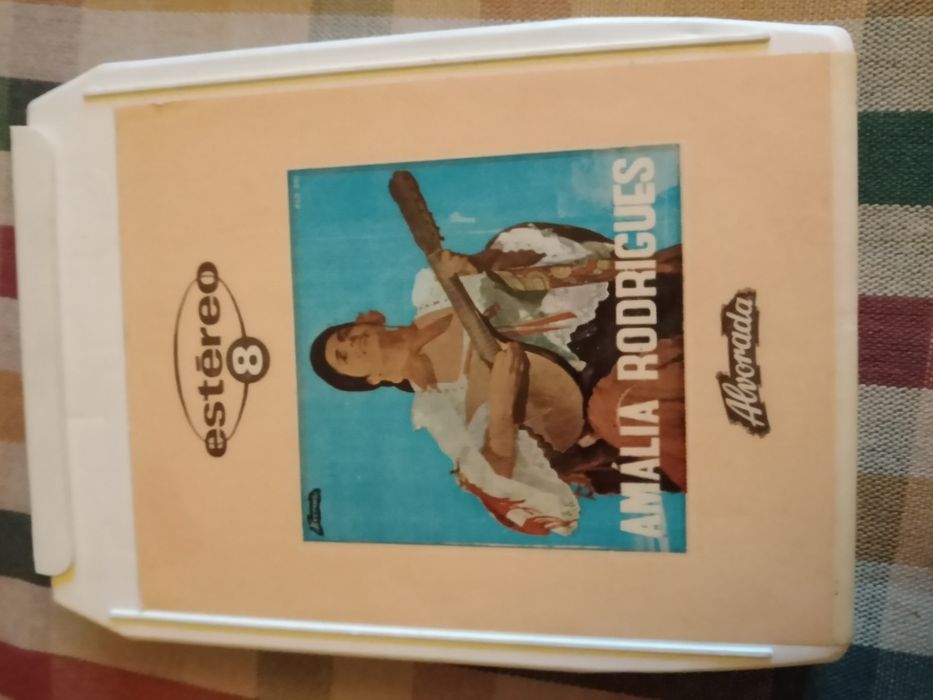 estéreo
8
AMÁLIA RODRIGUES
Alvorada